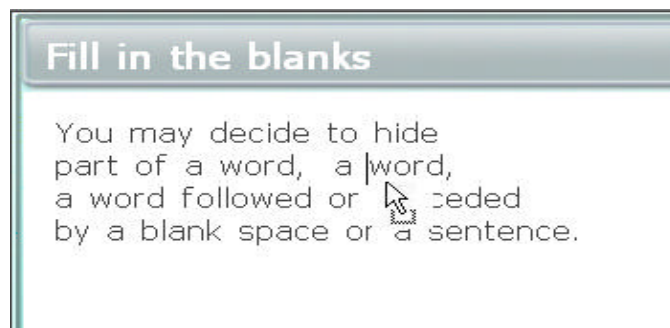 Fill in the blanks
You may decide to hide
part of a word, a word,
a word followed or ceded
by a blank space or a sentence.